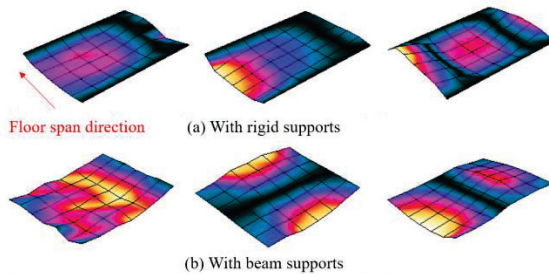 Floor span direction
(a) With rigid supports
(b) With beam supports